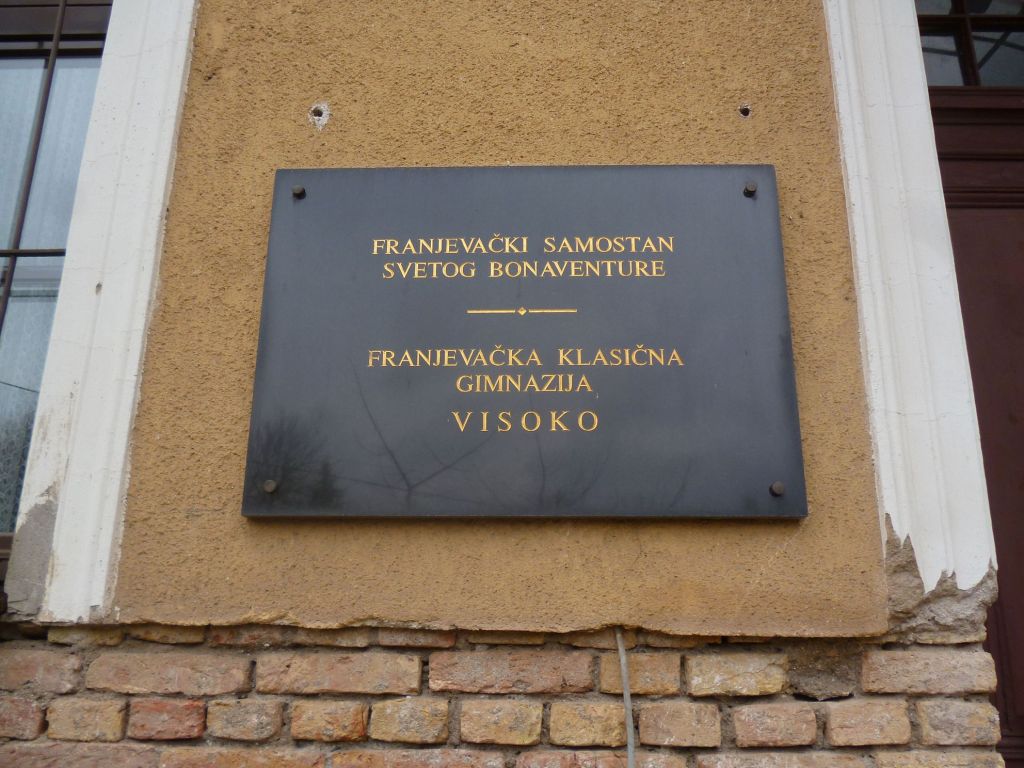 FRANJEVAČKI SAMOSTAN
SVETOG BONAVENTURE
FRANJEVAČKA KLASIČNA
GIMNAZIJA
VISOKO